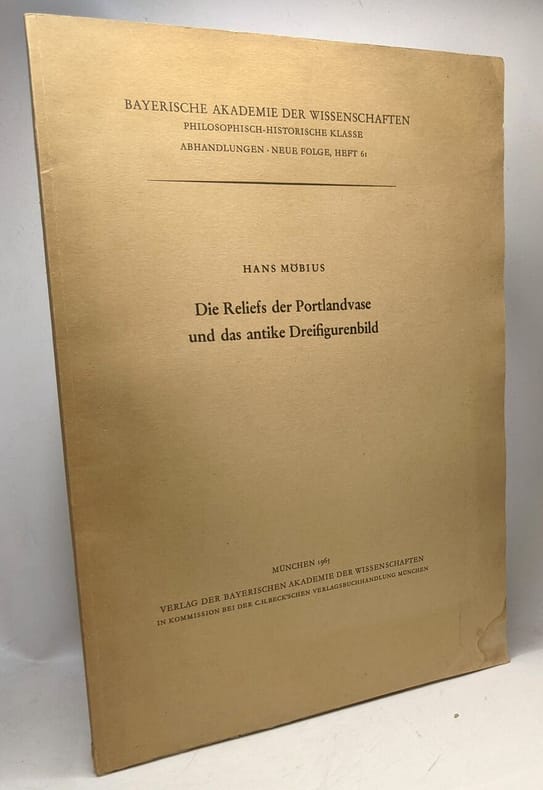 BAYERISCHE AKADEMIE DER WISSENSCHAFTEN
PHILOSOPHISCH-HISTORISCHE KLASSE
ABHANDLUNGEN · NEUE FOLGE, HEFT 61
HANS MÖBIUS
Die Reliefs der Portlandvase
und das antike Dreifigurenbild
MÜNCHEN 1965
VERLAG DER BAYERISCHEN AKADEMIE DER WISSENSCHAFTEN
IN KOMMISSION BEI DER C.H.BECK'SCHEN VERLAGSBUCHHANDLUNG MÜNCHEN